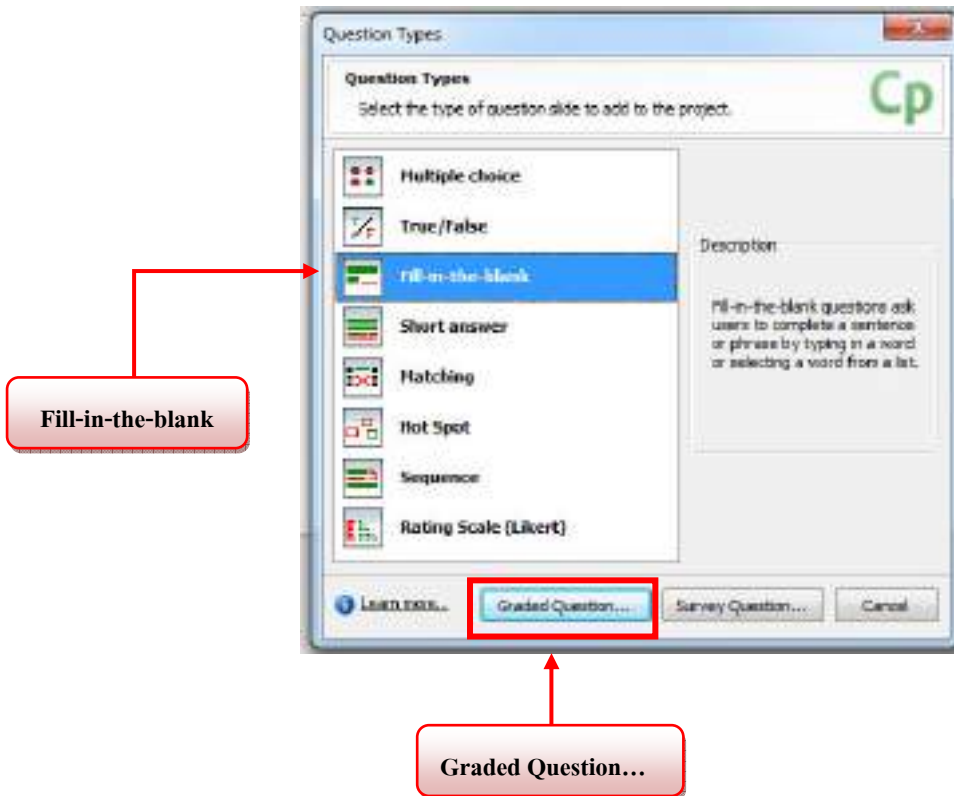 Question Types
Question Types
Select the type of question slide to add to the project.
Cp
Multiple choice
True/False
Fill-in-the-blank
Short answer
Matching
Hot Spot
Sequence
Rating Scale (Likert)
Description
Fill-in-the-blank questions ask
users to complete a sentence
or phrase by typing in a word
or selecting a word from a list.
Learn more...
Graded Question...
Survey Question...
Cancel
Fill-in-the-blank
Graded Question…